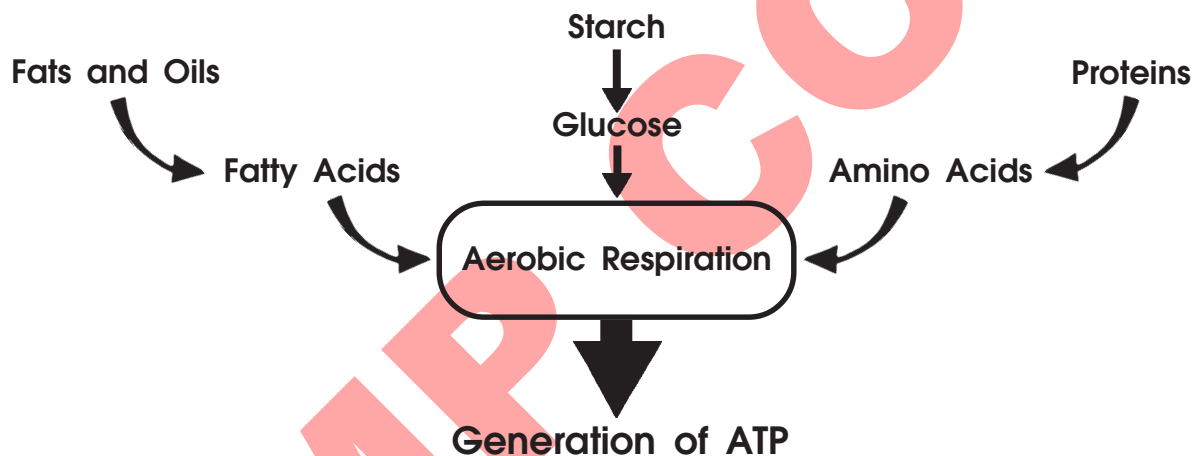 Starch
Fats and Oils
Proteins
Glucose
Fatty Acids
Amino Acids
Aerobic Respiration
Generation of ATP